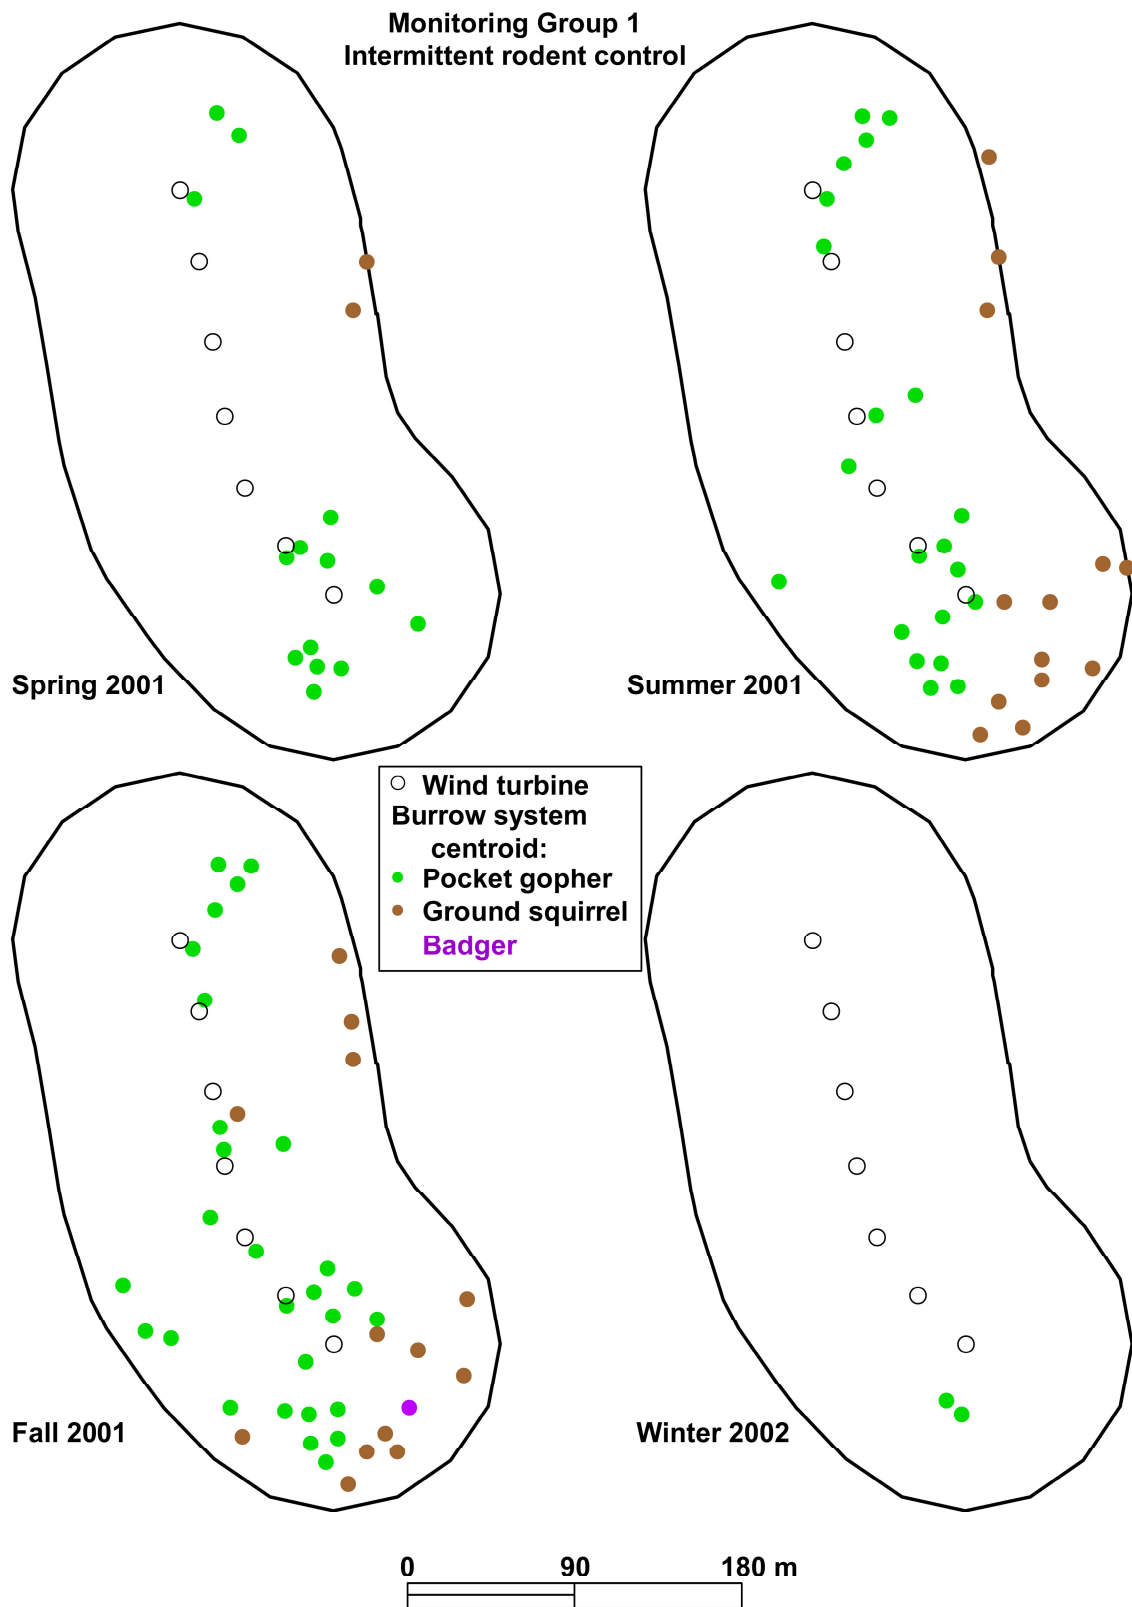 Monitoring Group 1
Intermittent rodent control
Spring 2001
Summer 2001
Wind turbine
Burrow system
centroid:
Pocket gopher
Ground squirrel
Badger
Fall 2001
Winter 2002
0 90 180 m